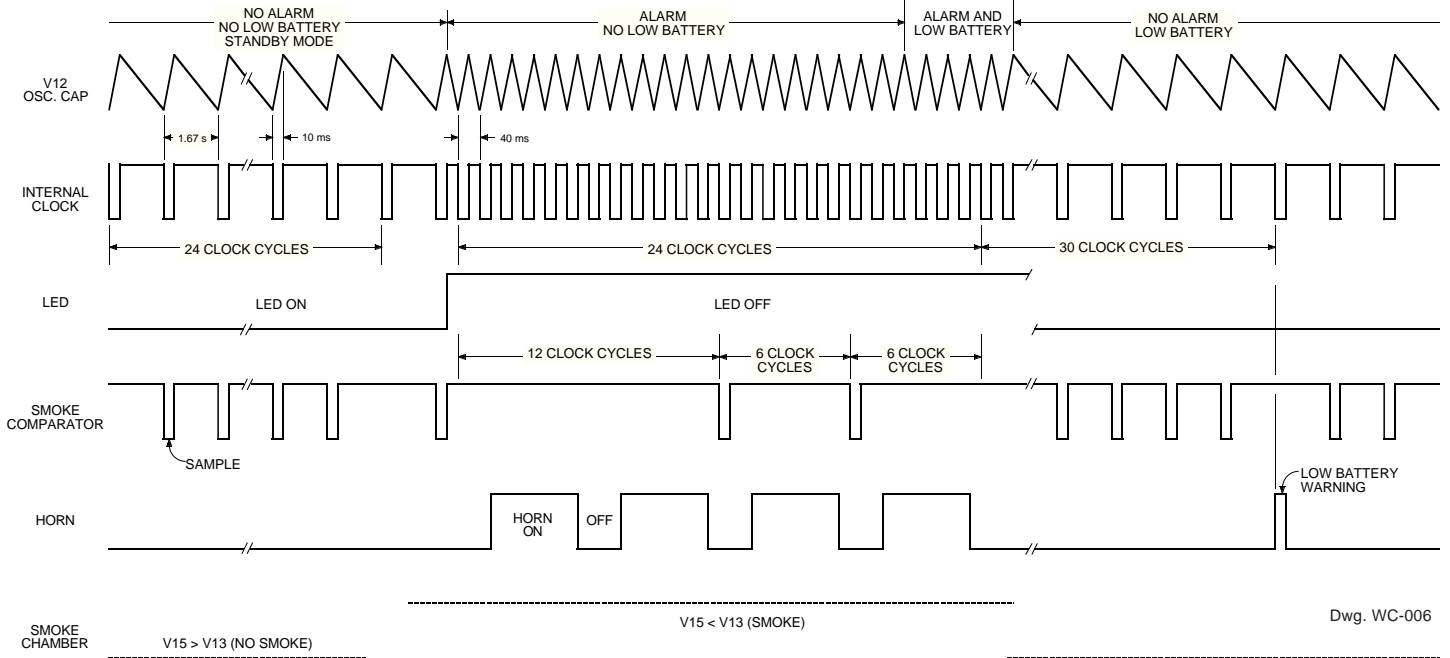 NO ALARM
NO LOW BATTERY
STANDBY MODE
ALARM
NO LOW BATTERY
ALARM AND
LOW BATTERY
NO ALARM
LOW BATTERY
V12
OSC. CAP
1.67 s
10 ms
40 ms
INTERNAL
CLOCK
24 CLOCK CYCLES
24 CLOCK CYCLES
30 CLOCK CYCLES
LED
LED ON
LED OFF
12 CLOCK CYCLES
6 CLOCK
CYCLES
6 CLOCK
CYCLES
SMOKE
COMPARATOR
SAMPLE
LOW BATTERY
WARNING
HORN
HORN
ON
OFF
Dwg. WC-006
V15 < V13 (SMOKE)
SMOKE
CHAMBER
V15 > V13 (NO SMOKE)